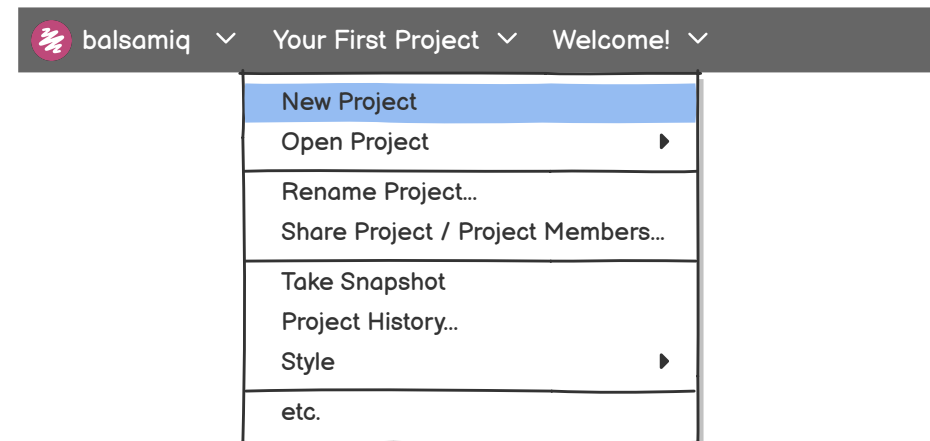 balsamiq Your First Project Welcome!
New Project
Open Project
Rename Project...
Share Project / Project Members...
Take Snapshot
Project History...
Style
etc.